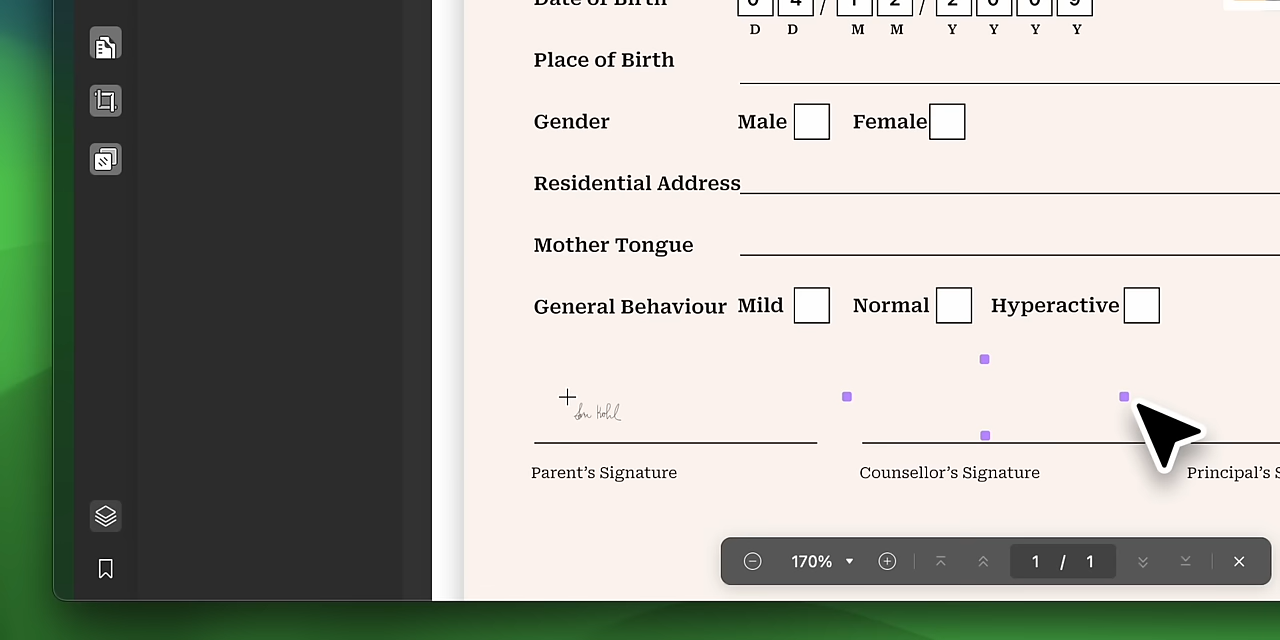 Date of Birth 0 4 / 1 2 / 2 0 0 9
D D M M Y Y Y Y
Place of Birth
Gender Male Female
Residential Address
Mother Tongue
General Behaviour Mild Normal Hyperactive
Parent's Signature Counsellor's Signature Principal's S
170% 1 / 1